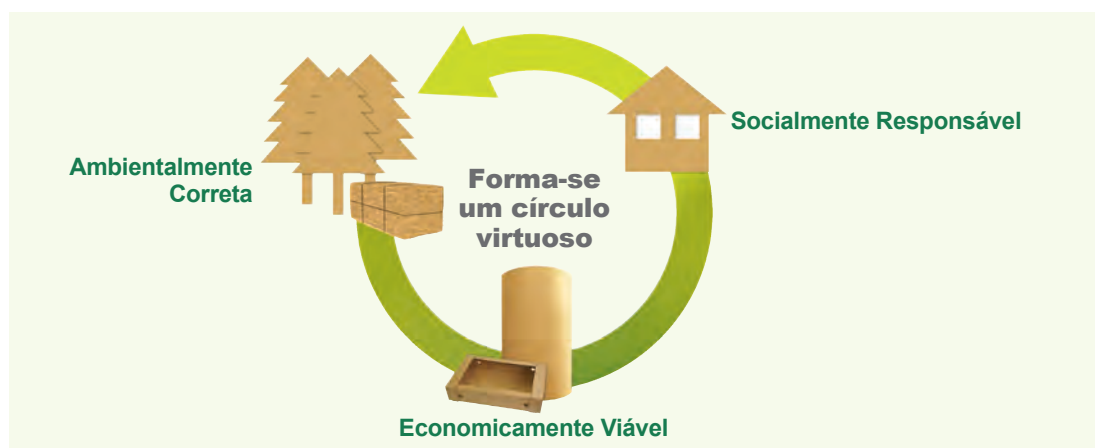 Socialmente Responsável
Ambientalmente
Correta
Forma-se
um círculo
virtuoso
Economicamente Viável